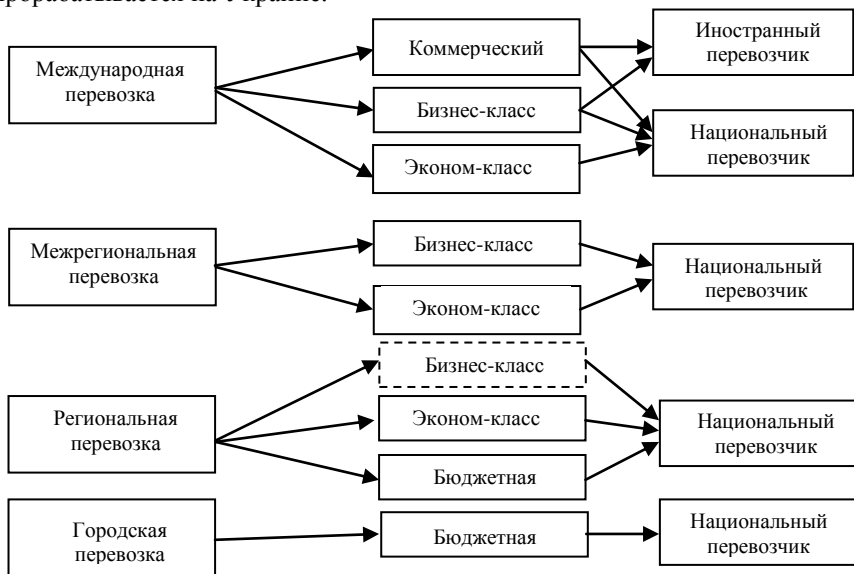 Международная
перевозка
Коммерческий
Бизнес-класс
Эконом-класс
Иностранный
перевозчик
Национальный
перевозчик
Межрегиональная
перевозка
Бизнес-класс
Эконом-класс
Национальный
перевозчик
Региональная
перевозка
Бизнес-класс
Эконом-класс
Бюджетная
Национальный
перевозчик
Городская
перевозка
Бюджетная
Национальный
перевозчик